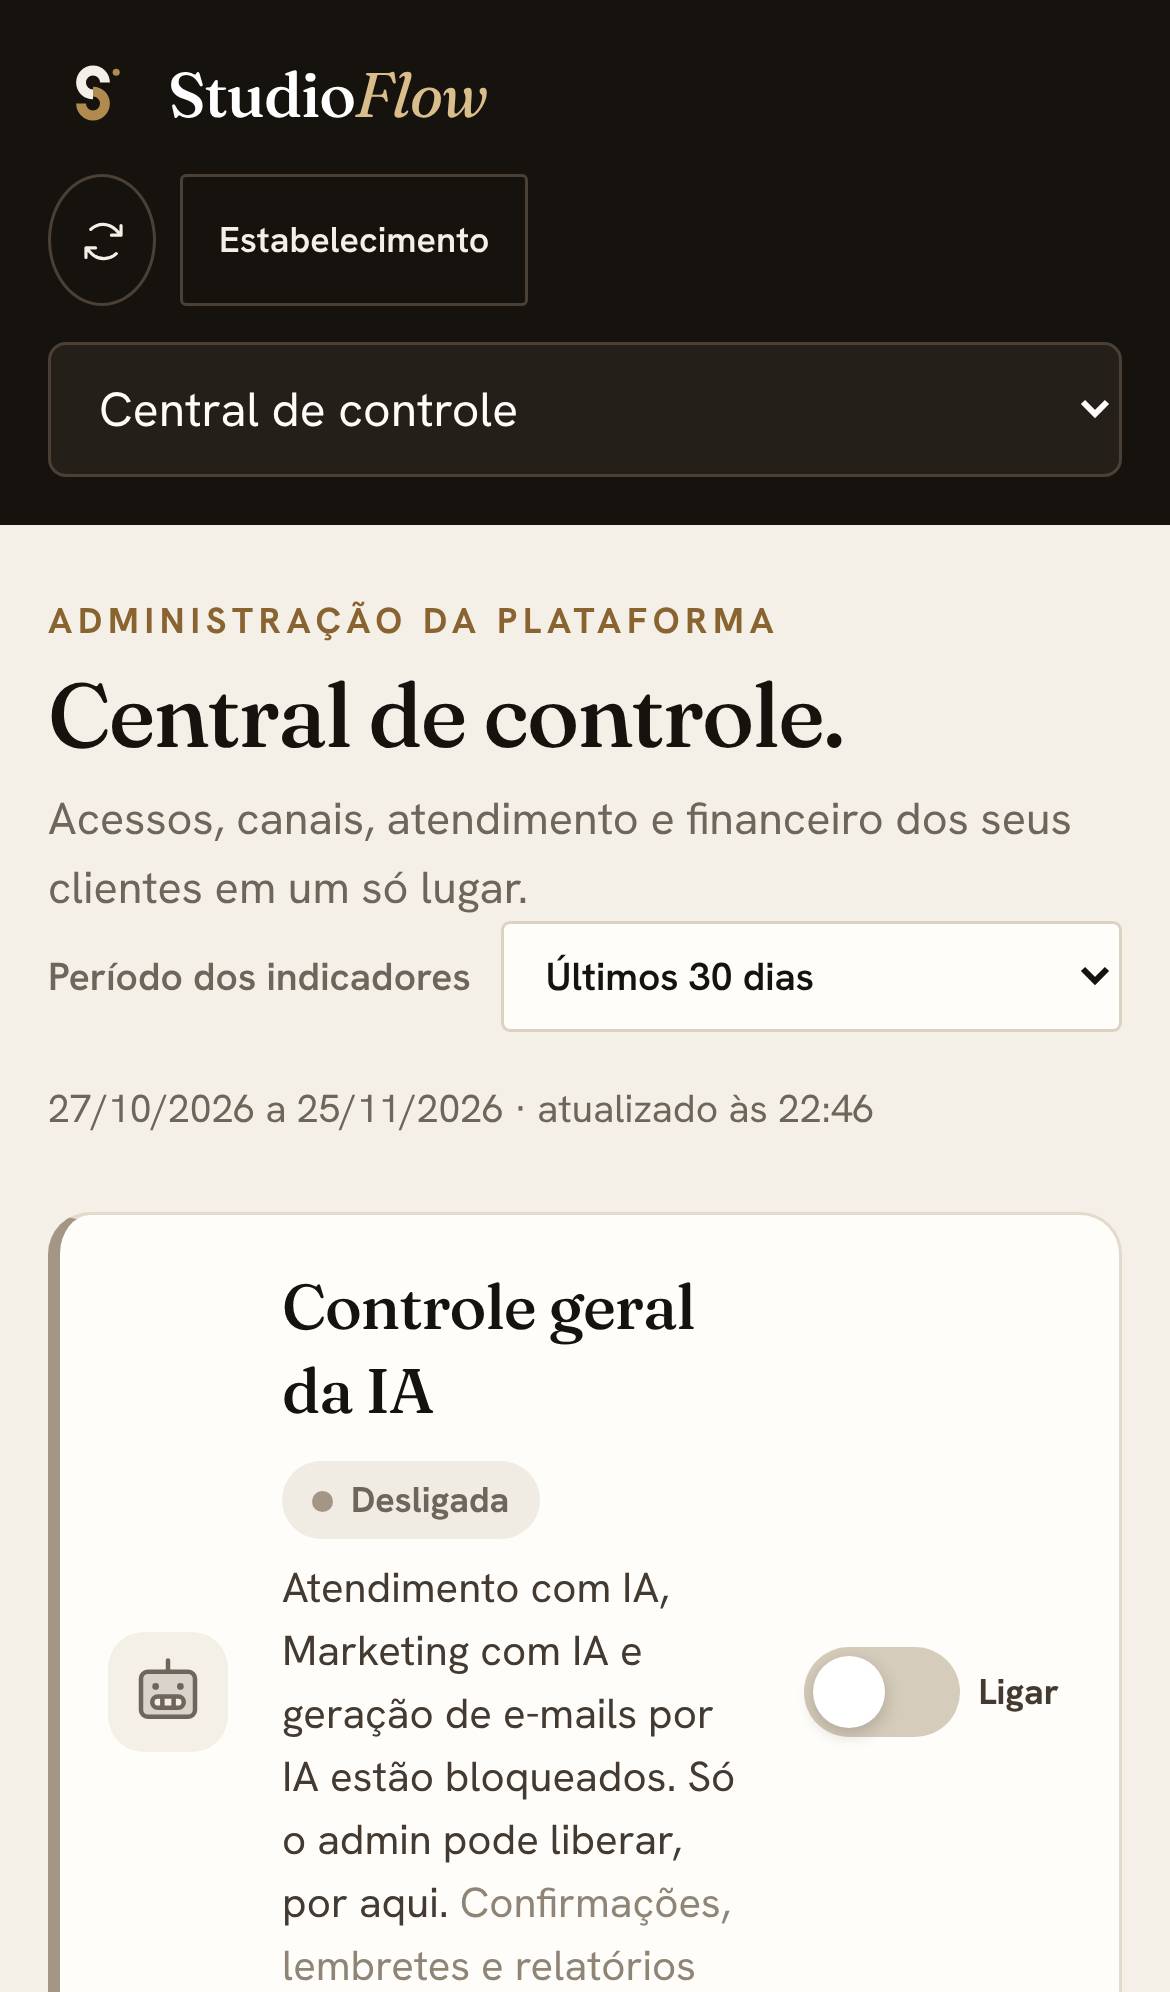 StudioFlow
Estabelecimento
Central de controle
ADMINISTRAÇÃO DA PLATAFORMA
Central de controle.
Acessos, canais, atendimento e financeiro dos seus
clientes em um só lugar.
Período dos indicadores
Últimos 30 dias
27/10/2026 a 25/11/2026 · atualizado às 22:46
Controle geral
da IA
Desligada
Atendimento com IA,
Marketing com IA e
geração de e-mails por
IA estão bloqueados. Só
o admin pode liberar,
por aqui. Confirmações,
lembretes e relatórios
Ligar